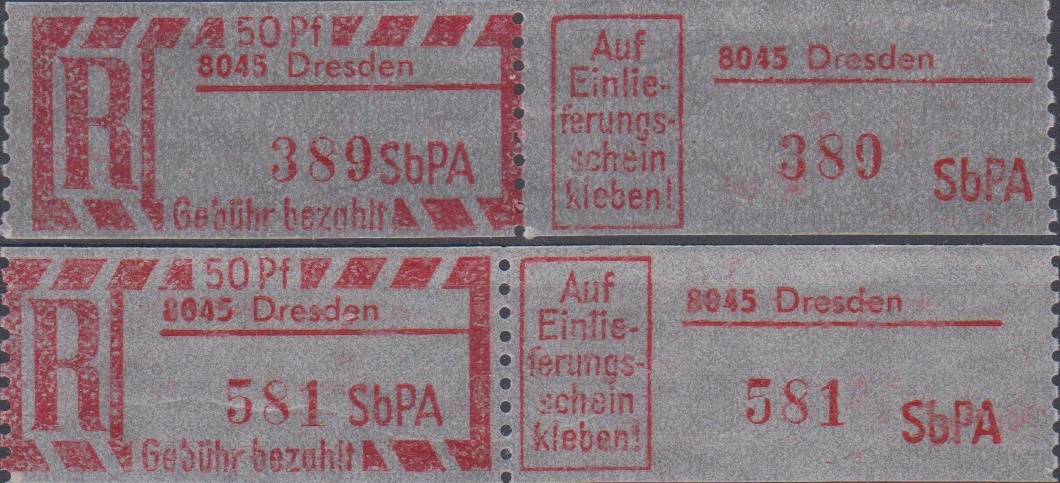 50 Pf
R
8045 Dresden
389 SbPA
Gebühr bezahlt
Auf
Einlie-
ferungs-
schein
kleben!
8045 Dresden
389
SbPA
50 Pf
R
8045 Dresden
581 SbPA
Gebühr bezahlt
Auf
Einlie-
ferungs-
schein
kleben!
8045 Dresden
581
SbPA